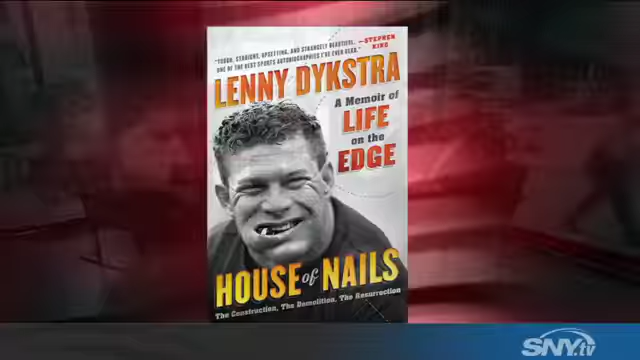 "TOUGH, STRAIGHT, UPSETTING, AND STRANGELY BEAUTIFUL. —STEPHEN KING
ONE OF THE BEST SPORTS AUTOBIOGRAPHIES I'VE EVER READ."
LENNY DYKSTRA
A Memoir of
LIFE
on the
EDGE
HOUSE of NAILS
The Construction, The Demolition, The Resurrection
SNY.tv